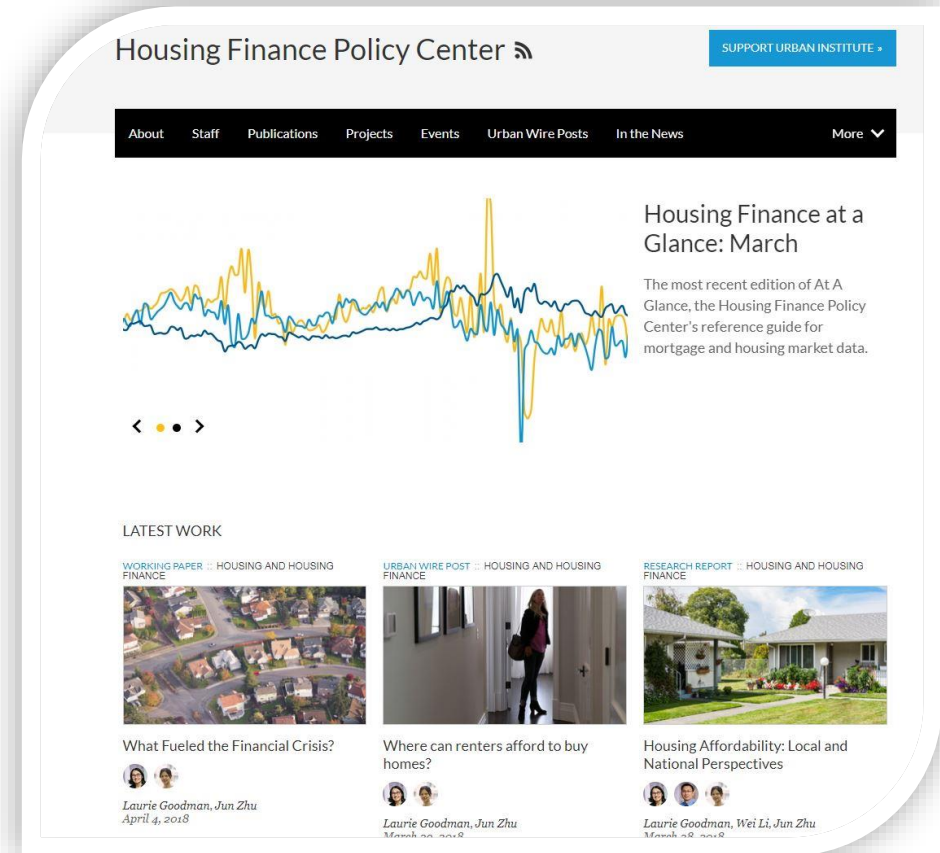 Housing Finance Policy Center
SUPPORT URBAN INSTITUTE »
About Staff Publications Projects Events Urban Wire Posts In the News More
Housing Finance at a
Glance: March
The most recent edition of At A
Glance, the Housing Finance Policy
Center's reference guide for
mortgage and housing market data.
LATEST WORK
WORKING PAPER :: HOUSING AND HOUSING
FINANCE
What Fueled the Financial Crisis?
Laurie Goodman, Jun Zhu
April 4, 2018
URBAN WIRE POST :: HOUSING AND HOUSING
FINANCE
Where can renters afford to buy
homes?
Laurie Goodman, Jun Zhu
March 2018
RESEARCH REPORT :: HOUSING AND HOUSING
FINANCE
Housing Affordability: Local and
National Perspectives
Laurie Goodman, Wei Li, Jun Zhu
March 28, 2018